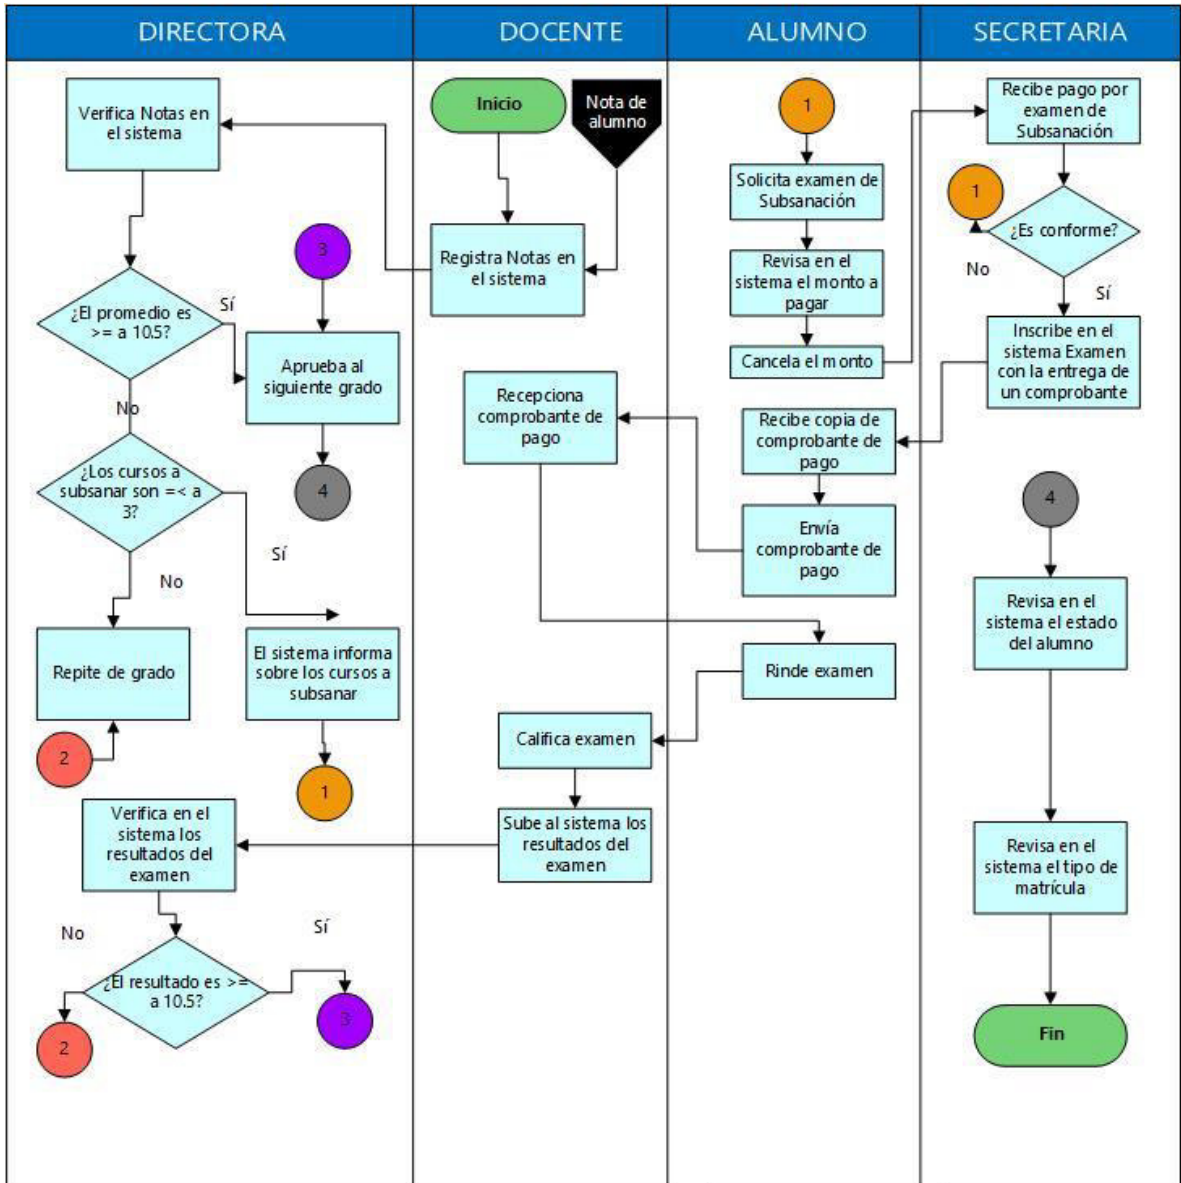 DIRECTORA
DOCENTE
ALUMNO
SECRETARIA
Verifica Notas en
el sistema
¿El promedio es
>= a 10.5?
Sí
No
3
Aprueba al
siguiente grado
4
¿Los cursos a
subsanar son =< a
3?
Sí
No
Repite de grado
2
El sistema informa
sobre los cursos a
subsanar
1
Verifica en el
sistema los
resultados del
examen
No
Sí
¿El resultado es >=
a 10.5?
2
3
Inicio
Nota de
alumno
Registra Notas en
el sistema
Recepciona
comprobante de
pago
Califica examen
Sube al sistema los
resultados del
examen
1
Solicita examen de
Subsanación
Revisa en el
sistema el monto a
pagar
Cancela el monto
Recibe copia de
comprobante de
pago
Envía
comprobante de
pago
Rinde examen
Recibe pago por
examen de
Subsanación
1
¿Es conforme?
No
Sí
Inscribe en el
sistema Examen
con la entrega de
un comprobante
4
Revisa en el
sistema el estado
del alumno
Revisa en el
sistema el tipo de
matrícula
Fin